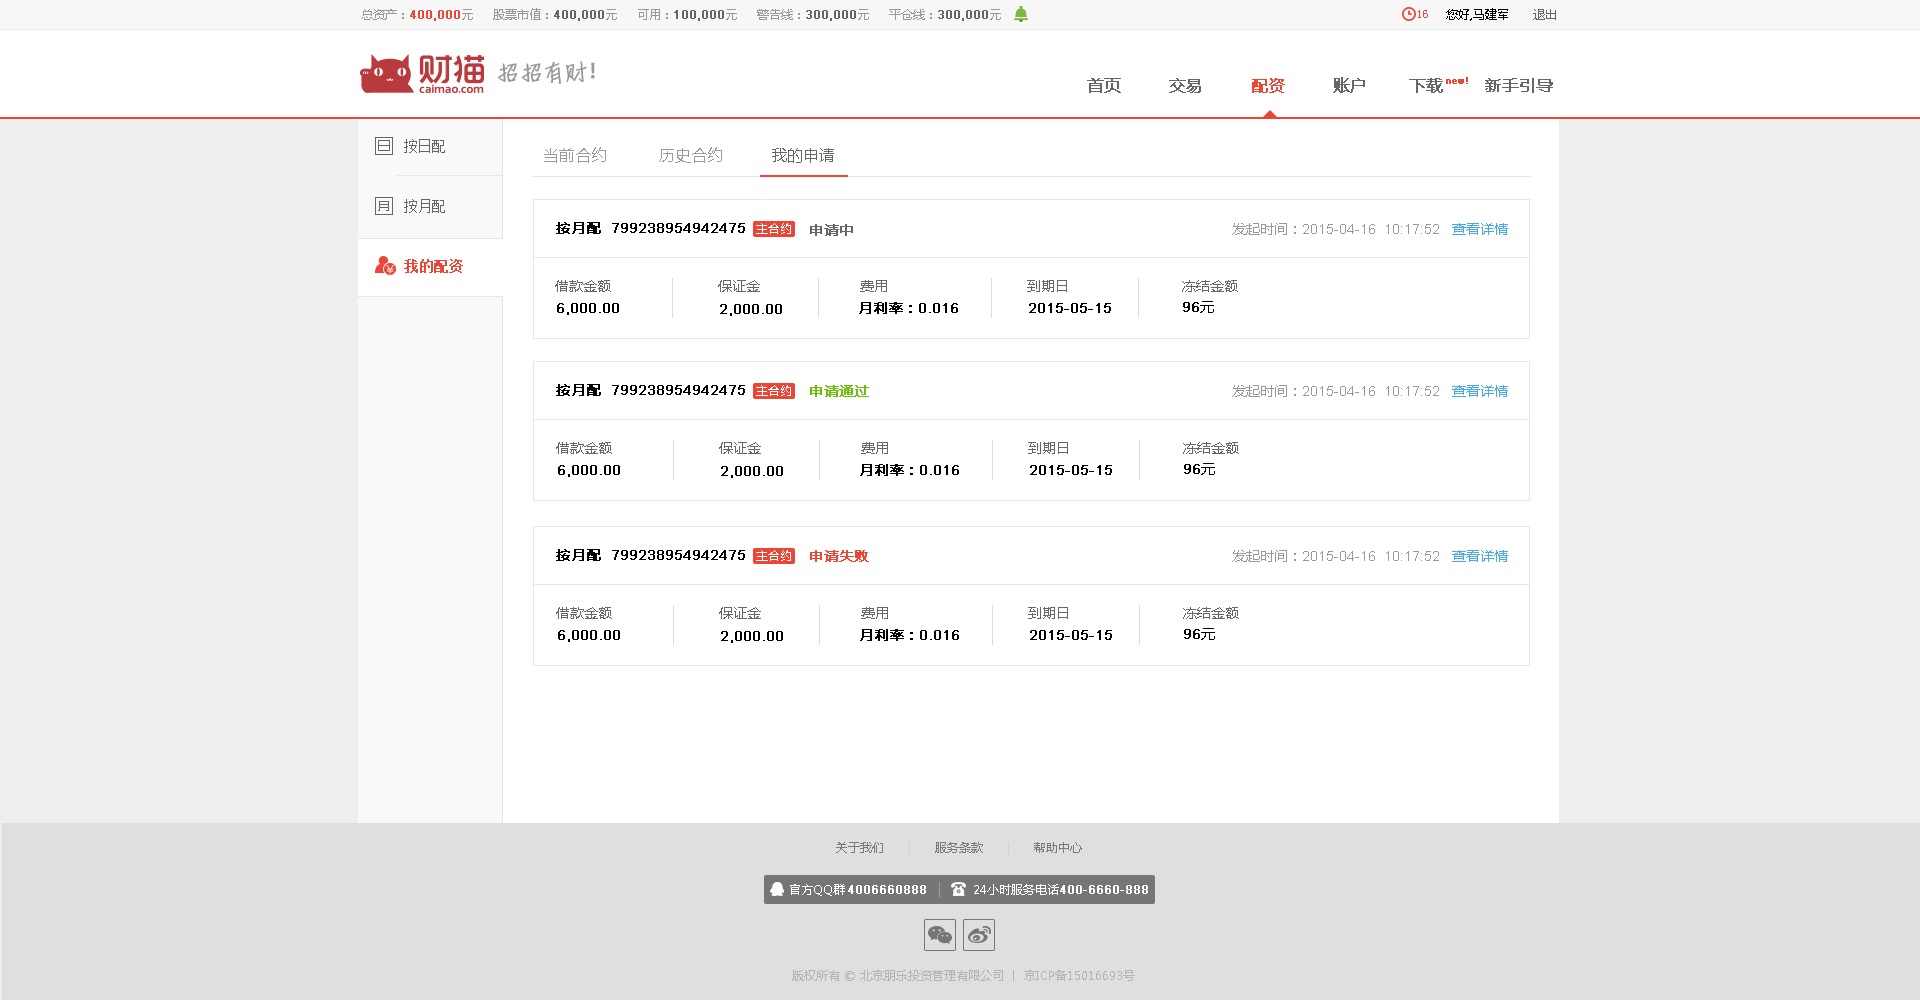 总资产：400,000元 股票市值：400,000元 可用：100,000元 警告线：300,000元 平仓线：300,000元 16 您好,马建军 退出
财猫 招招有财!
caimao.com
首页 交易 配资 账户 下载new! 新手引导
日 按日配
月 按月配
我的配资
当前合约 历史合约 我的申请
按月配 799238954942475 主合约 申请中 发起时间：2015-04-16 10:17:52 查看详情
借款金额 保证金 费用 到期日 冻结金额
6,000.00 2,000.00 月利率：0.016 2015-05-15 96元
按月配 799238954942475 主合约 申请通过 发起时间：2015-04-16 10:17:52 查看详情
借款金额 保证金 费用 到期日 冻结金额
6,000.00 2,000.00 月利率：0.016 2015-05-15 96元
按月配 799238954942475 主合约 申请失败 发起时间：2015-04-16 10:17:52 查看详情
借款金额 保证金 费用 到期日 冻结金额
6,000.00 2,000.00 月利率：0.016 2015-05-15 96元
关于我们 | 服务条款 | 帮助中心
官方QQ群4006660888 | 24小时服务电话400-6660-888
版权所有 © 北京朋乐投资管理有限公司 | 京ICP备15016693号